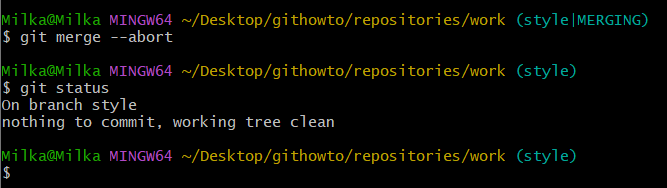 Milka@Milka MINGW64 ~/Desktop/githowto/repositories/work (style|MERGING)
$ git merge --abort
Milka@Milka MINGW64 ~/Desktop/githowto/repositories/work (style)
$ git status
On branch style
nothing to commit, working tree clean
Milka@Milka MINGW64 ~/Desktop/githowto/repositories/work (style)
$